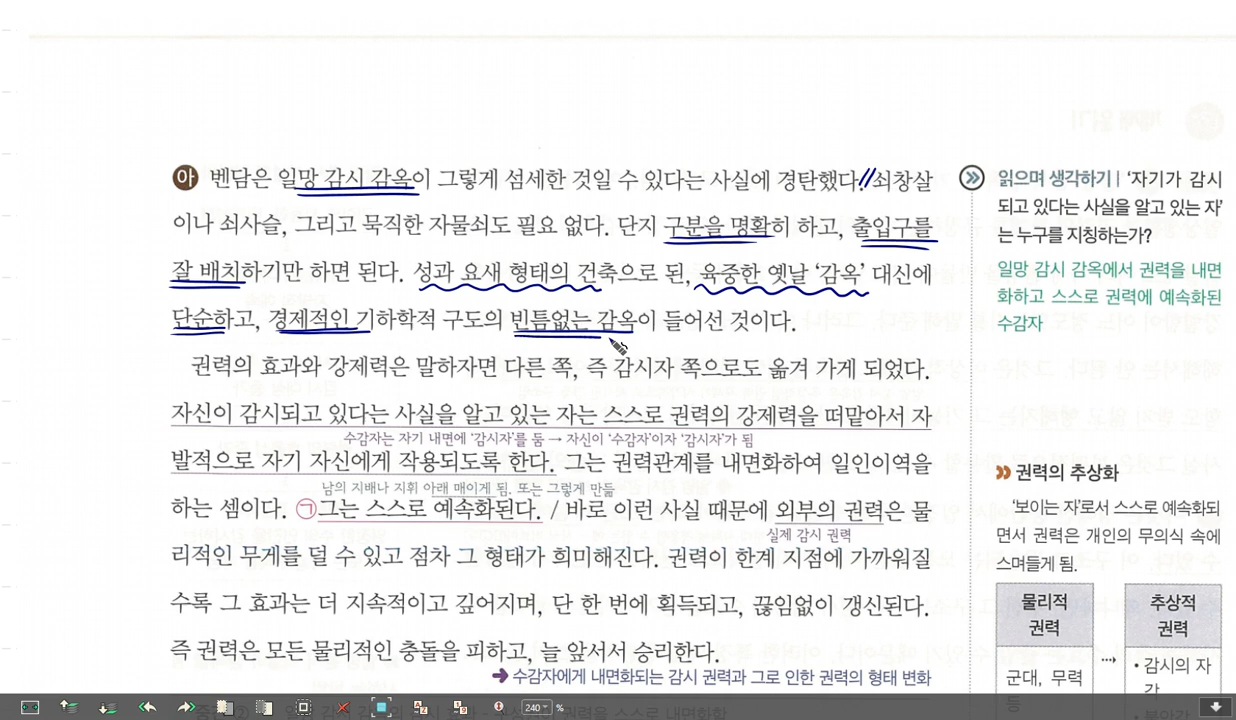 아 벤담은 일망 감시 감옥이 그렇게 섬세한 것일 수 있다는 사실에 경탄했다. 쇠창살
이나 쇠사슬, 그리고 묵직한 자물쇠도 필요 없다. 단지 구분을 명확히 하고, 출입구를
잘 배치하기만 하면 된다. 성과 요새 형태의 건축으로 된, 육중한 옛날 ‘감옥’ 대신에
단순하고, 경제적인 기하학적 구도의 빈틈없는 감옥이 들어선 것이다.
권력의 효과와 강제력은 말하자면 다른 쪽, 즉 감시자 쪽으로도 옮겨 가게 되었다.
자신이 감시되고 있다는 사실을 알고 있는 자는 스스로 권력의 강제력을 떠맡아서 자
수감자는 자기 내면에 ‘감시자’를 둠 → 자신이 ‘수감자’이자 ‘감시자’가 됨
발적으로 자기 자신에게 작용되도록 한다. 그는 권력관계를 내면화하여 일인이역을
남의 지배나 지휘 아래 매이게 됨. 또는 그렇게 만듦
하는 셈이다. ㉠그는 스스로 예속화된다. / 바로 이런 사실 때문에 외부의 권력은 물
실제 감시 권력
리적인 무게를 덜 수 있고 점차 그 형태가 희미해진다. 권력이 한계 지점에 가까워질
수록 그 효과는 더 지속적이고 깊어지며, 단 한 번에 획득되고, 끊임없이 갱신된다.
즉 권력은 모든 물리적인 충돌을 피하고, 늘 앞서서 승리한다.
➔ 수감자에게 내면화되는 감시 권력과 그로 인한 권력의 형태 변화
읽으며 생각하기 | ‘자기가 감시
되고 있다는 사실을 알고 있는 자’
는 누구를 지칭하는가?
일망 감시 감옥에서 권력을 내면
화하고 스스로 권력에 예속화된
수감자
권력의 추상화
‘보이는 자’로서 스스로 예속화되
면서 권력은 개인의 무의식 속에
스며들게 됨.
물리적
권력
군대, 무력
등
→
추상적
권력
• 감시의 자
240 %